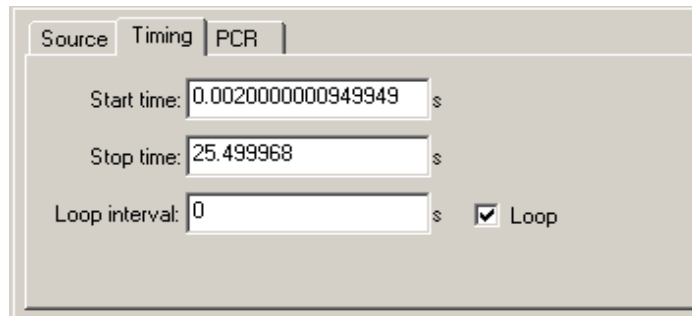 Source Timing PCR
Start time: 0.0020000000949949 s
Stop time: 25.499968 s
Loop interval: 0 s Loop